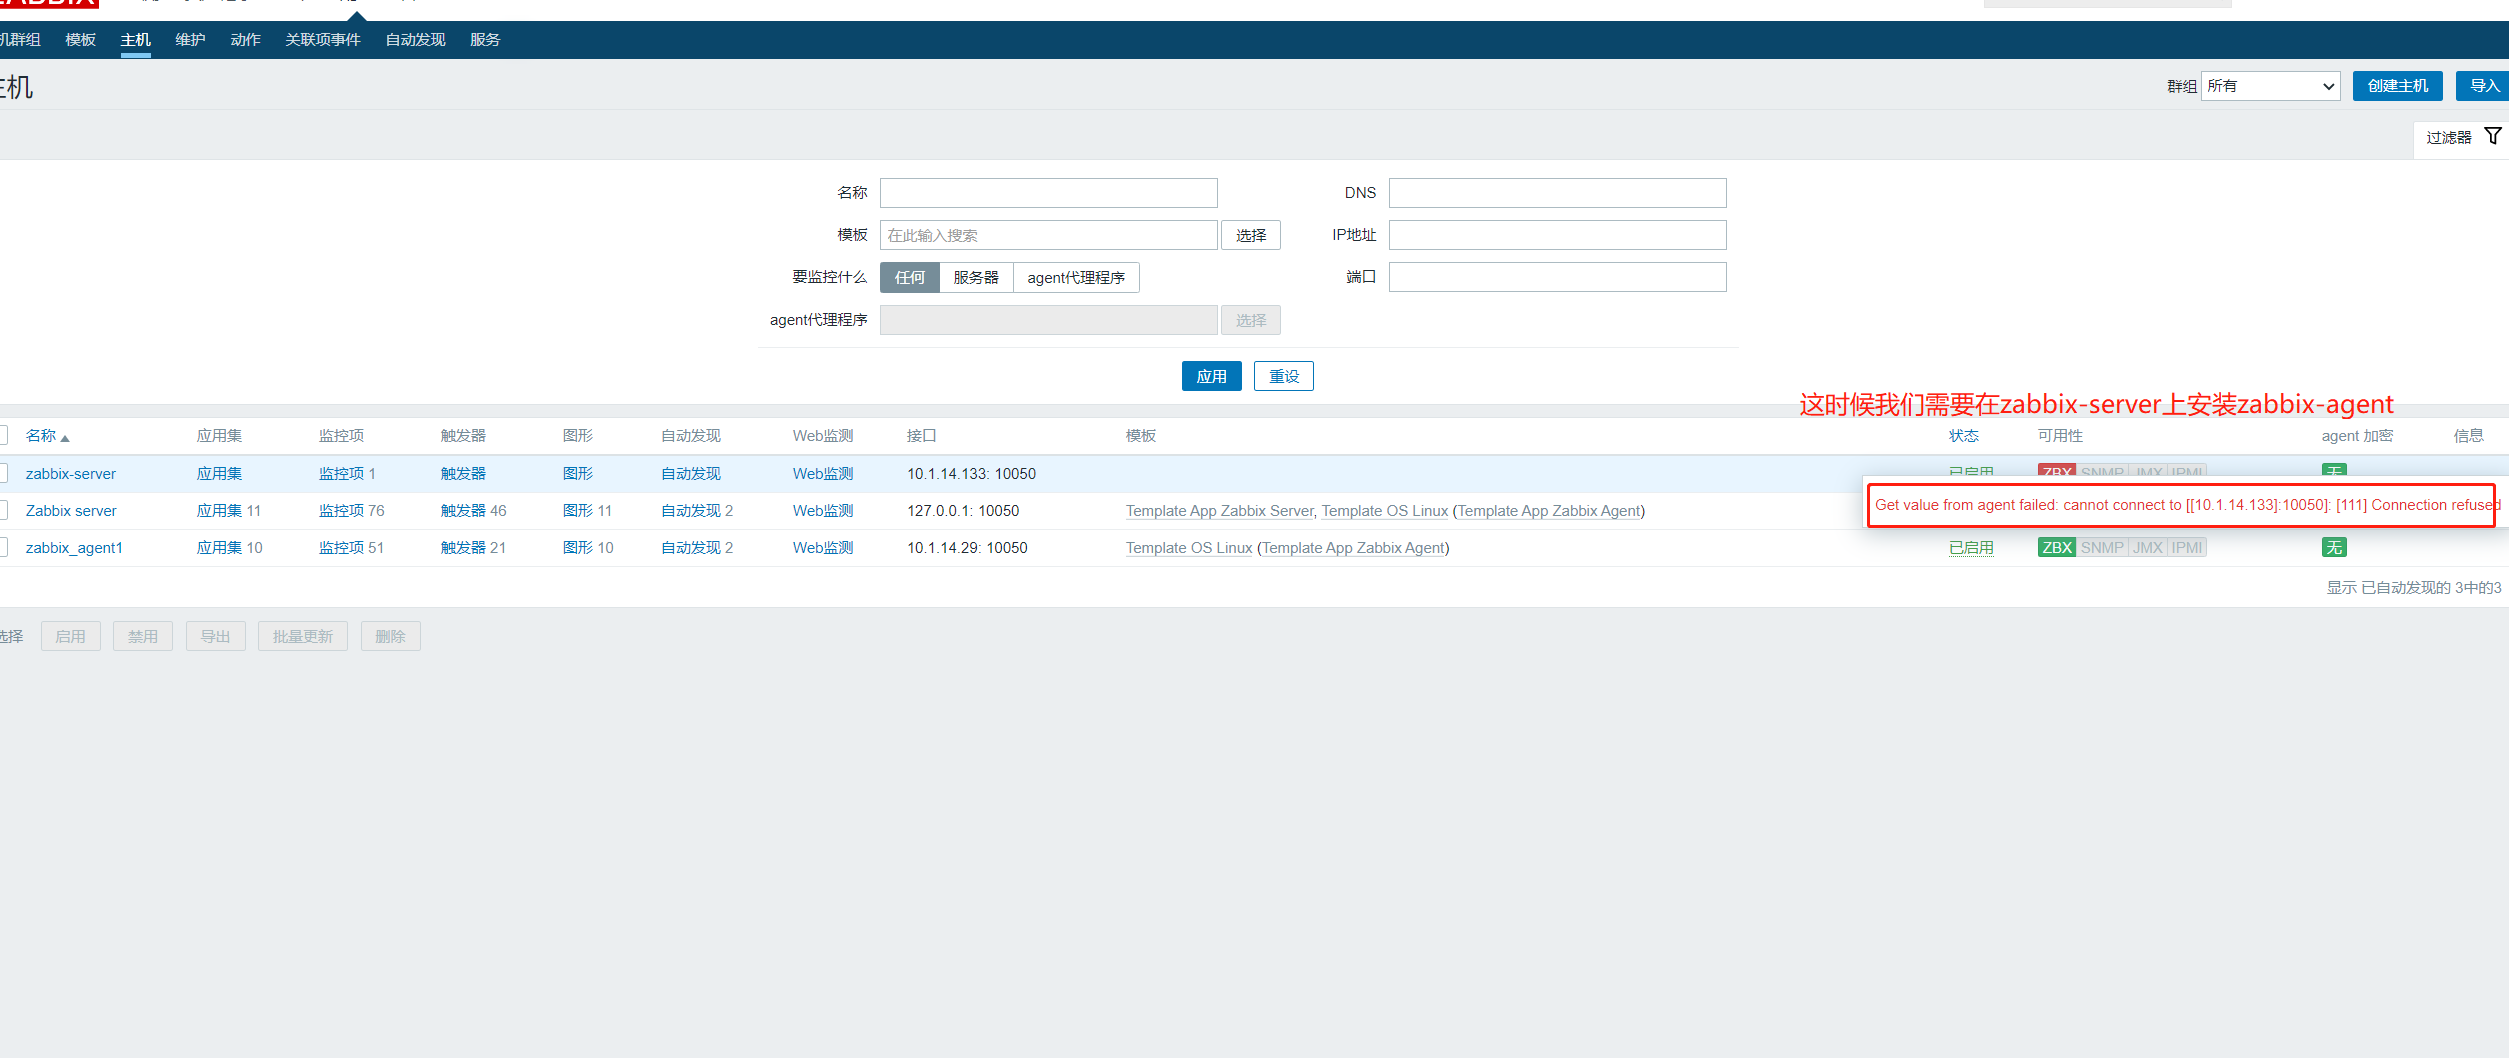 ZABBIX
机群组 模板 主机 维护 动作 关联项事件 自动发现 服务
主机
群组 所有 创建主机 导入
过滤器
名称 DNS
模板 在此输入搜索 选择 IP地址
要监控什么 任何 服务器 agent代理程序 端口
agent代理程序 选择
应用 重设
这时候我们需要在zabbix-server上安装zabbix-agent
名称 应用集 监控项 触发器 图形 自动发现 Web监测 接口 模板 状态 可用性 agent 加密 信息
zabbix-server 应用集 监控项 1 触发器 图形 自动发现 Web监测 10.1.14.133: 10050 已启用 ZBX SNMP JMX IPMI 无
Zabbix server 应用集 11 监控项 76 触发器 46 图形 11 自动发现 2 Web监测 127.0.0.1: 10050 Template App Zabbix Server, Template OS Linux (Template App Zabbix Agent)
Get value from agent failed: cannot connect to [[10.1.14.133]:10050]: [111] Connection refused
zabbix_agent1 应用集 10 监控项 51 触发器 21 图形 10 自动发现 2 Web监测 10.1.14.29: 10050 Template OS Linux (Template App Zabbix Agent) 已启用 ZBX SNMP JMX IPMI 无
显示 已自动发现的 3中的3
选择 启用 禁用 导出 批量更新 删除